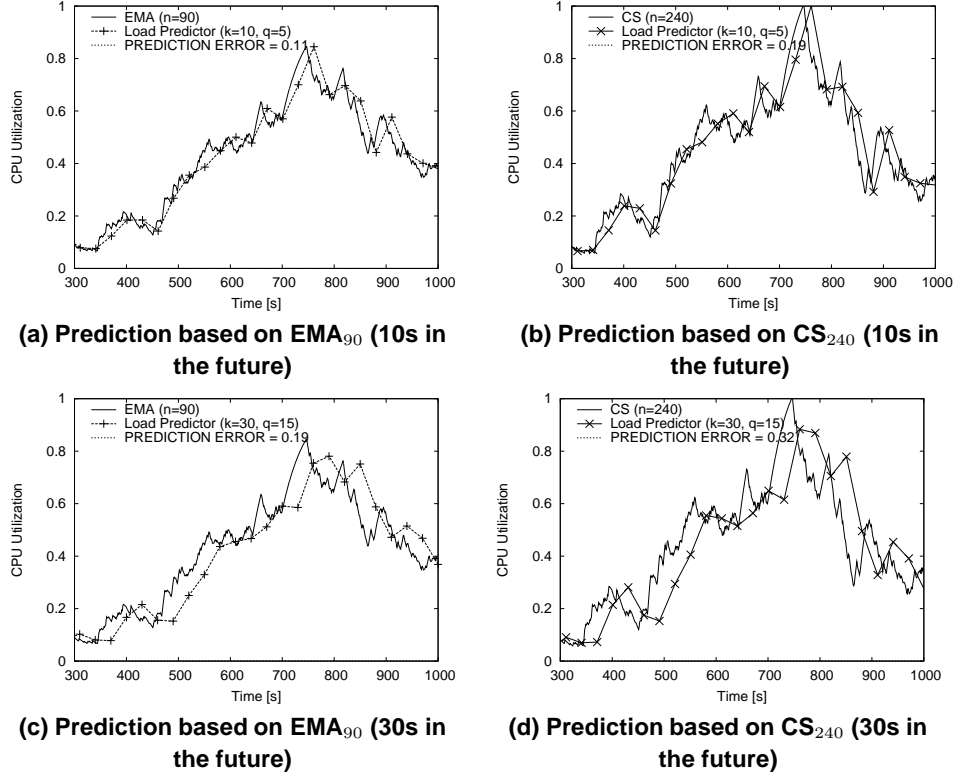 1
0.8
0.6
0.4
0.2
0
CPU Utilization
EMA (n=90)
Load Predictor (k=10, q=5)
PREDICTION ERROR = 0.11
300 400 500 600 700 800 900 1000
Time [s]
(a) Prediction based on EMA₉₀ (10s in
the future)
1
0.8
0.6
0.4
0.2
0
CPU Utilization
CS (n=240)
Load Predictor (k=10, q=5)
PREDICTION ERROR = 0.19
300 400 500 600 700 800 900 1000
Time [s]
(b) Prediction based on CS₂₄₀ (10s in
the future)
1
0.8
0.6
0.4
0.2
0
CPU Utilization
EMA (n=90)
Load Predictor (k=30, q=15)
PREDICTION ERROR = 0.19
300 400 500 600 700 800 900 1000
Time [s]
(c) Prediction based on EMA₉₀ (30s in
the future)
1
0.8
0.6
0.4
0.2
0
CPU Utilization
CS (n=240)
Load Predictor (k=30, q=15)
PREDICTION ERROR = 0.32
300 400 500 600 700 800 900 1000
Time [s]
(d) Prediction based on CS₂₄₀ (30s in
the future)